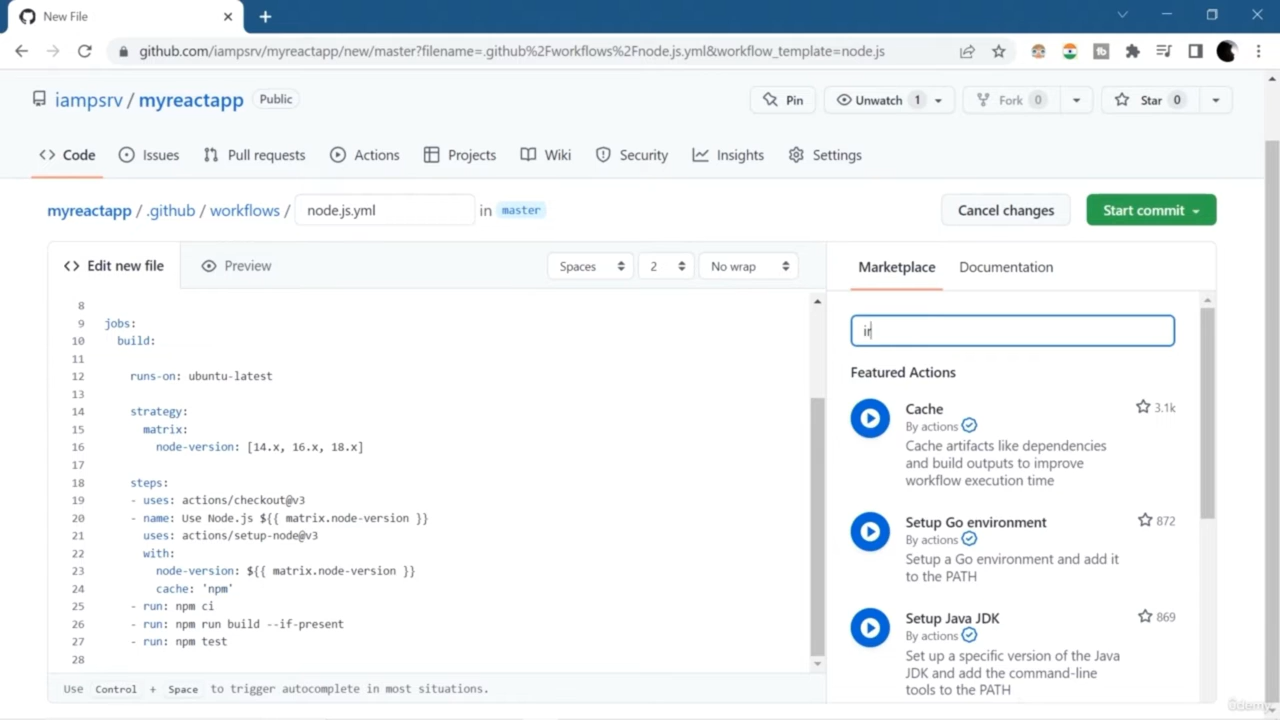 New File
github.com/iampsrv/myreactapp/new/master?filename=.github%2Fworkflows%2Fnode.js.yml&workflow_template=node.js
iampsrv / myreactapp Public
Pin Unwatch 1 Fork 0 Star 0
Code Issues Pull requests Actions Projects Wiki Security Insights Settings
myreactapp / .github / workflows / node.js.yml in master
Cancel changes Start commit
Edit new file Preview Spaces 2 No wrap
Marketplace Documentation
8
9 jobs:
10 build:
11
12 runs-on: ubuntu-latest
13
14 strategy:
15 matrix:
16 node-version: [14.x, 16.x, 18.x]
17
18 steps:
19 - uses: actions/checkout@v3
20 - name: Use Node.js ${{ matrix.node-version }}
21 uses: actions/setup-node@v3
22 with:
23 node-version: ${{ matrix.node-version }}
24 cache: 'npm'
25 - run: npm ci
26 - run: npm run build --if-present
27 - run: npm test
28
Use Control + Space to trigger autocomplete in most situations.
ir
Featured Actions
Cache 3.1k
By actions
Cache artifacts like dependencies
and build outputs to improve
workflow execution time
Setup Go environment 872
By actions
Setup a Go environment and add it
to the PATH
Setup Java JDK 869
By actions
Set up a specific version of the Java
JDK and add the command-line
tools to the PATH
ûdemy